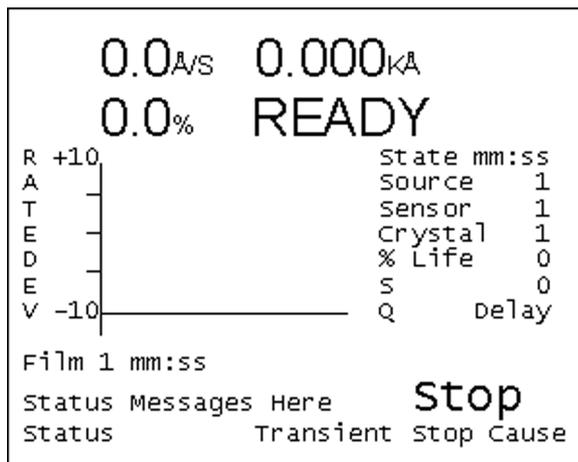 0.0Å/S 0.000KÅ
0.0% READY
RATEDEV
+10
-10
State mm:ss
Source 1
Sensor 1
Crystal 1
% Life 0
S 0
Q Delay
Film 1 mm:ss
Status Messages Here Stop
Status Transient Stop Cause